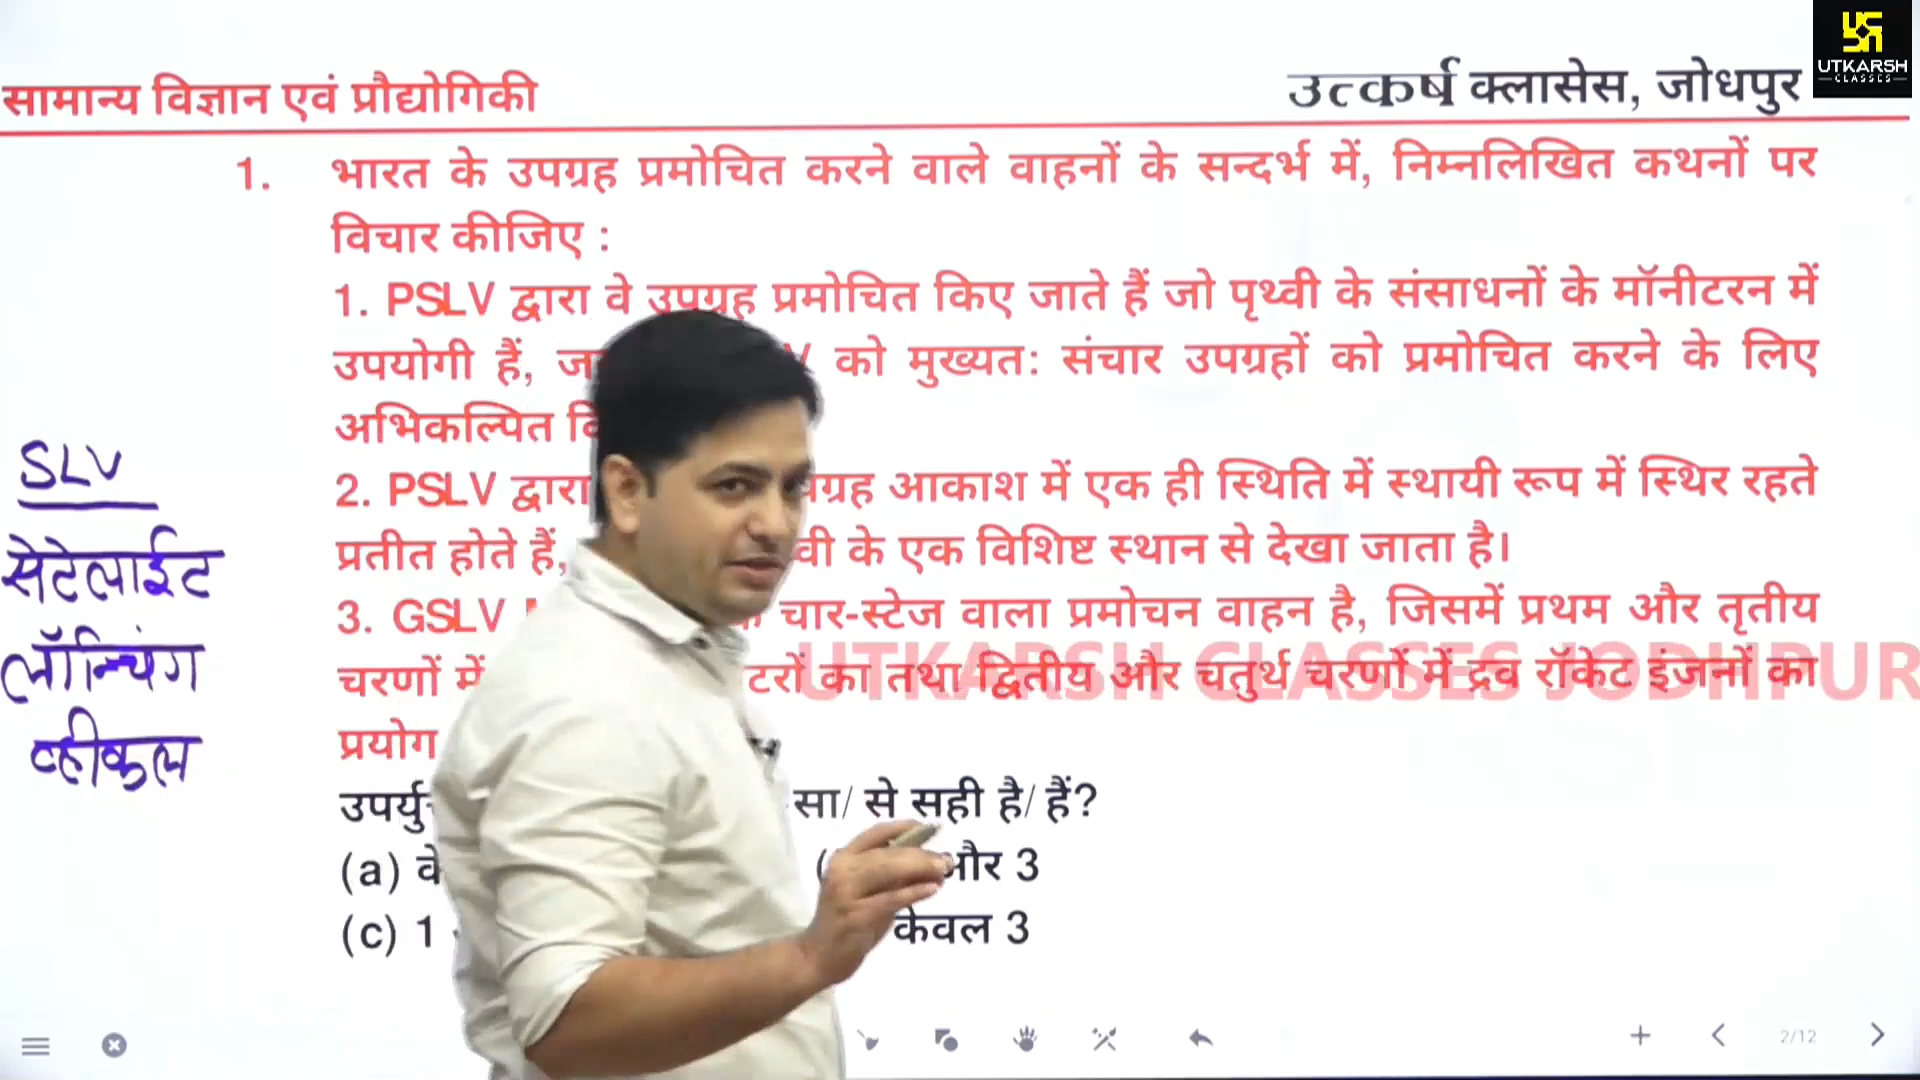 UTKARSH
CLASSES
सामान्य विज्ञान एवं प्रौद्योगिकी
उत्कर्ष क्लासेस, जोधपुर
1. भारत के उपग्रह प्रमोचित करने वाले वाहनों के सन्दर्भ में, निम्नलिखित कथनों पर
विचार कीजिए :
1. PSLV द्वारा वे उपग्रह प्रमोचित किए जाते हैं जो पृथ्वी के संसाधनों के मॉनीटरन में
उपयोगी हैं, को मुख्यत: संचार उपग्रहों को प्रमोचित करने के लिए
अभिकल्पित
2. PSLV द्वारा आकाश में एक ही स्थिति में स्थायी रूप में स्थिर रहते
प्रतीत होते हैं, के एक विशिष्ट स्थान से देखा जाता है।
3. GSLV चार-स्टेज वाला प्रमोचन वाहन है, जिसमें प्रथम और तृतीय
चरणों में का तथा द्वितीय और चतुर्थ चरणों में द्रव रॉकेट इंजनों का
प्रयोग
UTKARSH CLASSES JODHPUR
सा/ से सही है/ हैं?
(a) और 3
(c) 1 केवल 3
SLV
सेटेलाईट
लॉन्चिंग
व्हीकल
2/12